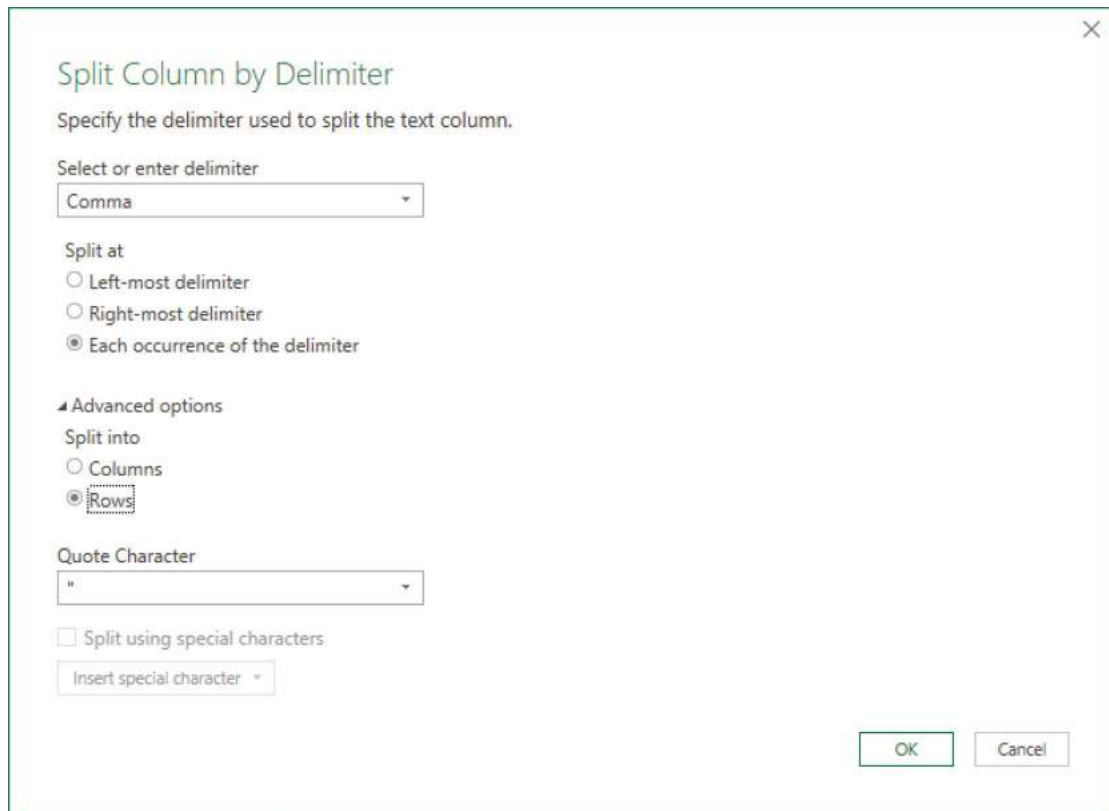 Split Column by Delimiter
Specify the delimiter used to split the text column.
Select or enter delimiter
Comma
Split at
Left-most delimiter
Right-most delimiter
Each occurrence of the delimiter
Advanced options
Split into
Columns
Rows
Quote Character
"
Split using special characters
Insert special character
OK Cancel